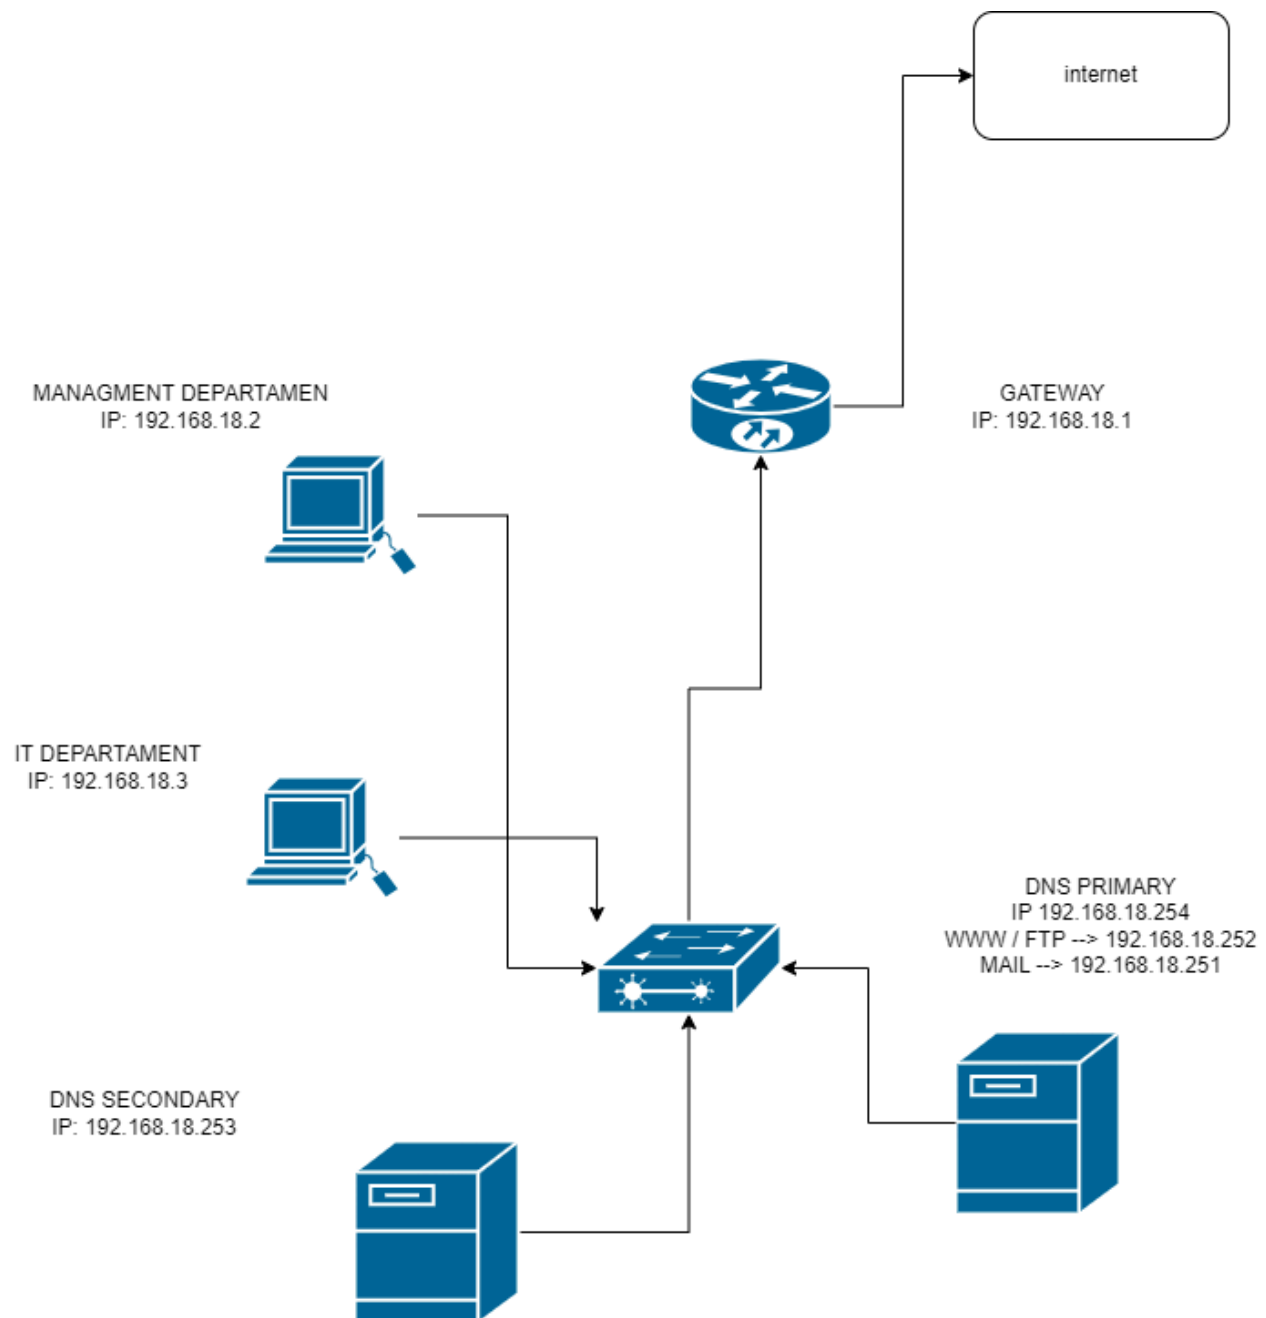 internet
MANAGMENT DEPARTAMEN
IP: 192.168.18.2
GATEWAY
IP: 192.168.18.1
IT DEPARTAMENT
IP: 192.168.18.3
DNS PRIMARY
IP 192.168.18.254
WWW / FTP --> 192.168.18.252
MAIL --> 192.168.18.251
DNS SECONDARY
IP: 192.168.18.253